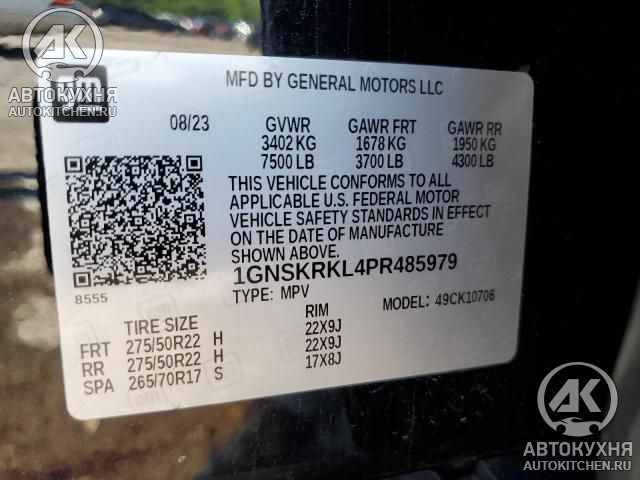 AK
gm
АВТОКУХНЯ
AUTOKITCHEN.RU
MFD BY GENERAL MOTORS LLC
08/23 GVWR GAWR FRT GAWR RR
3402 KG 1678 KG 1950 KG
7500 LB 3700 LB 4300 LB
THIS VEHICLE CONFORMS TO ALL
APPLICABLE U.S. FEDERAL MOTOR
VEHICLE SAFETY STANDARDS IN EFFECT
ON THE DATE OF MANUFACTURE
SHOWN ABOVE.
8555 1GNSKRKL4PR485979
TYPE: MPV MODEL: 49CK10706
TIRE SIZE RIM
FRT 275/50R22 H 22X9J
RR 275/50R22 H 22X9J
SPA 265/70R17 S 17X8J
AK
АВТОКУХНЯ
AUTOKITCHEN.RU